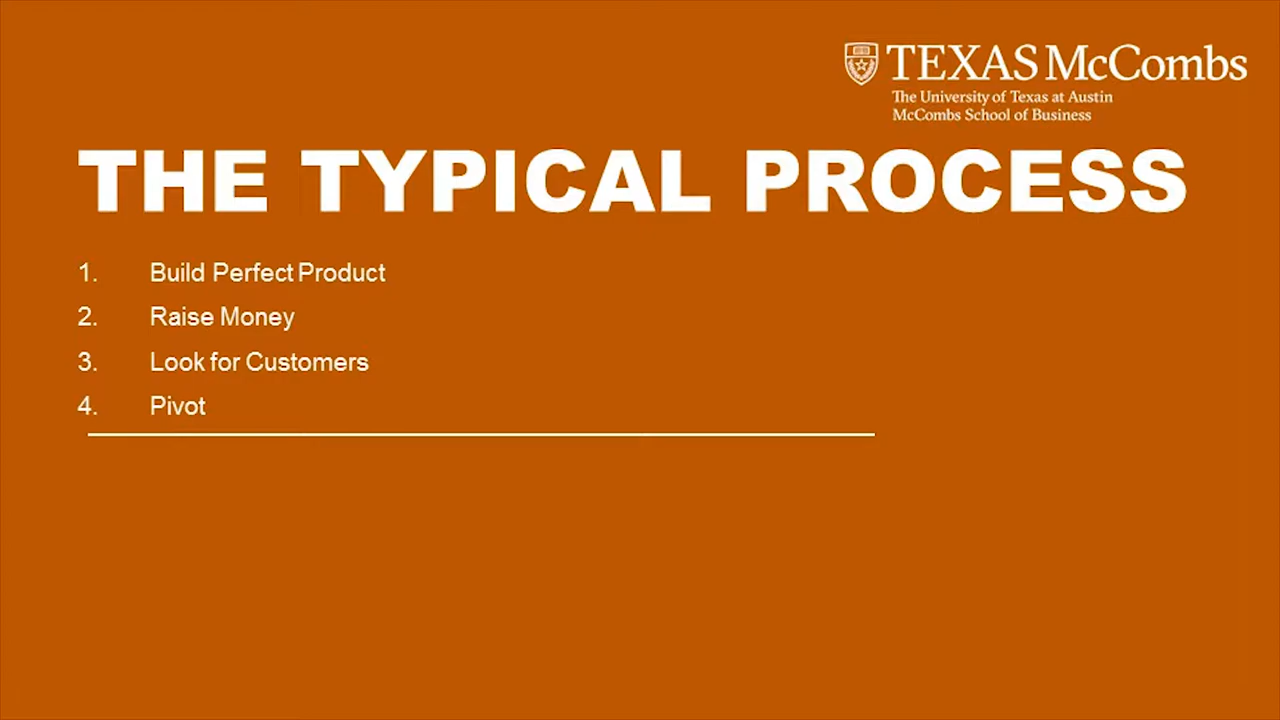 TEXAS McCombs
The University of Texas at Austin
McCombs School of Business
THE TYPICAL PROCESS
1. Build Perfect Product
2. Raise Money
3. Look for Customers
4. Pivot